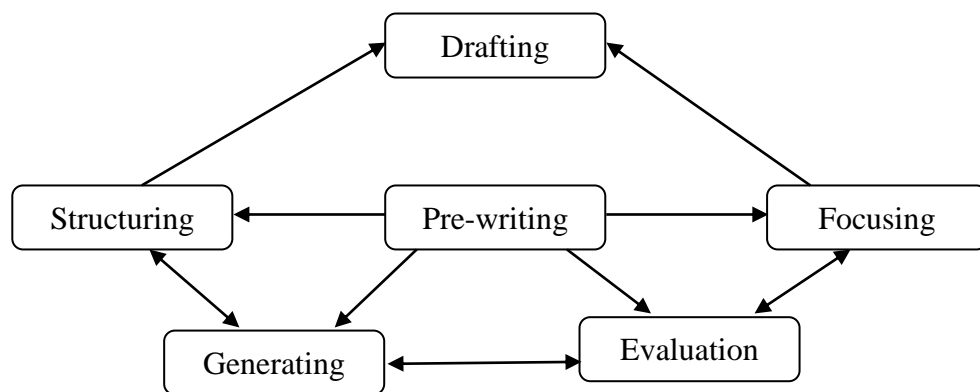 Drafting
Structuring
Pre-writing
Focusing
Generating
Evaluation